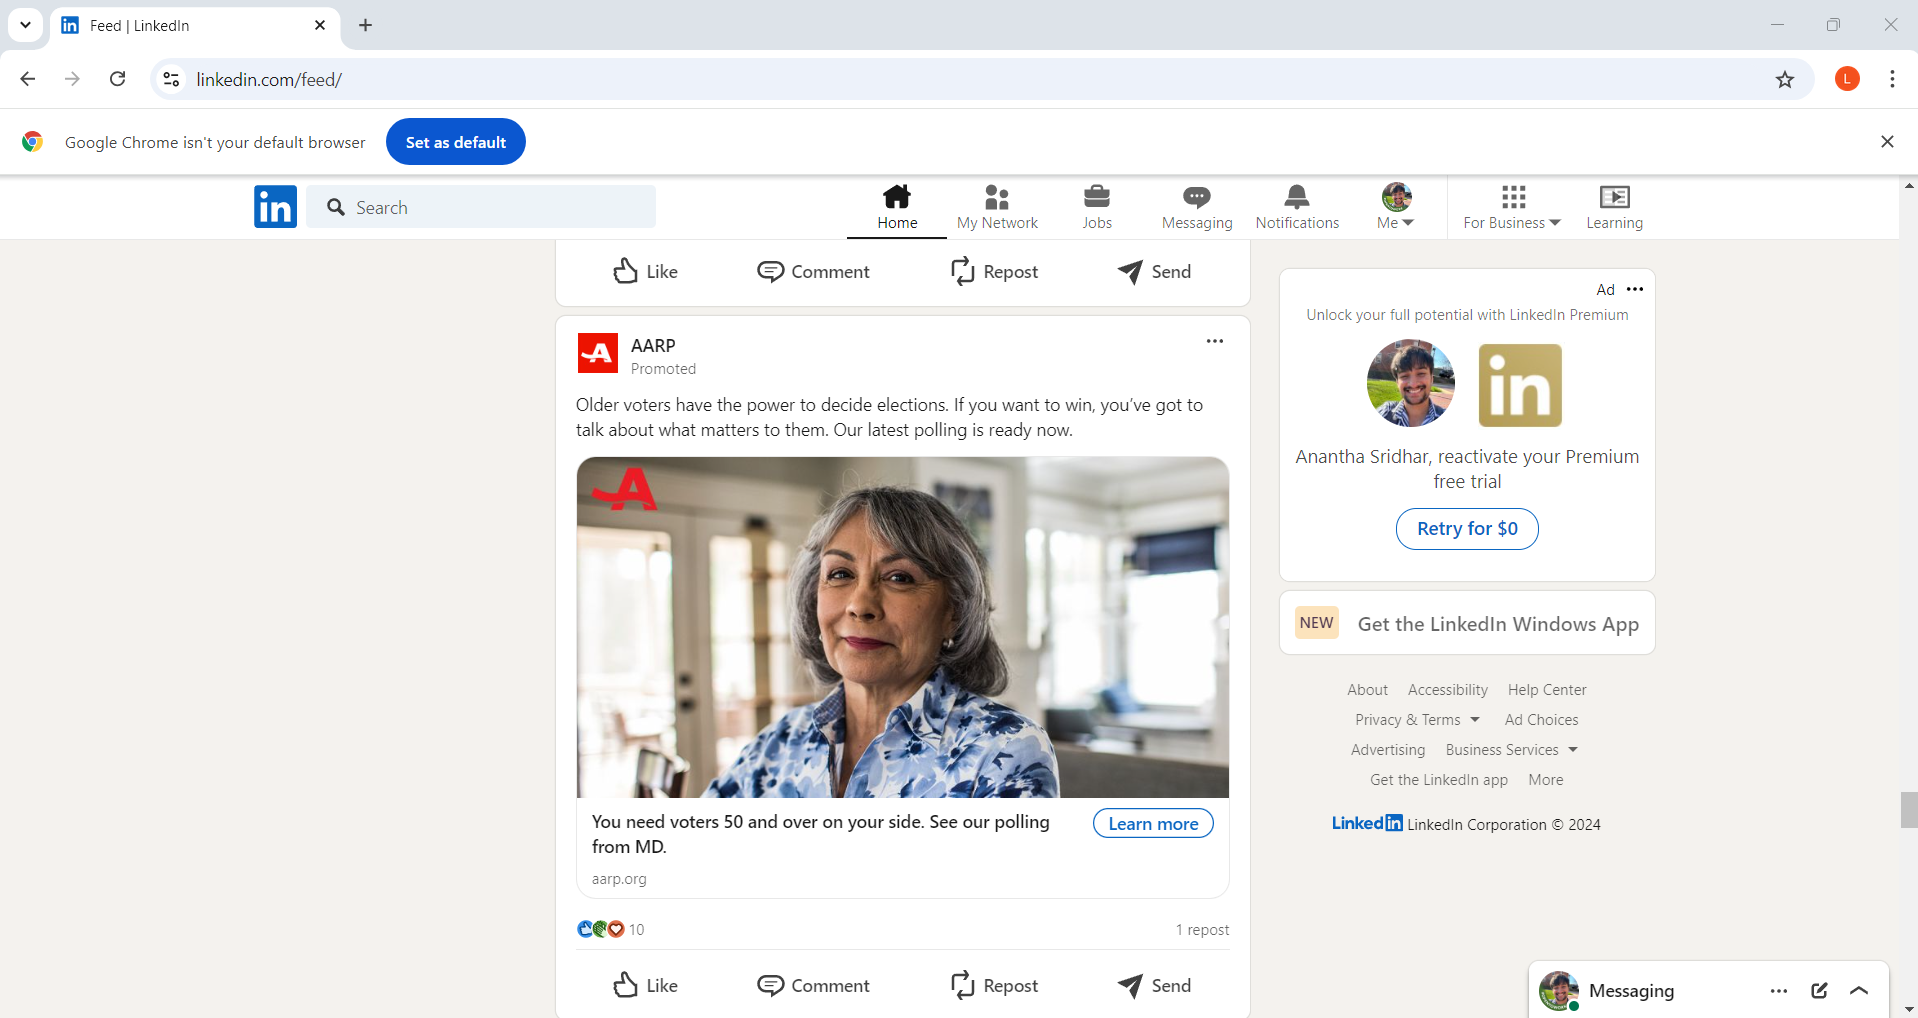 Feed | LinkedIn
linkedin.com/feed/
L
Google Chrome isn't your default browser
Set as default
in
Search
Home
My Network
Jobs
Messaging
Notifications
Me
For Business
Learning
Like
Comment
Repost
Send
AARP
Promoted
Older voters have the power to decide elections. If you want to win, you’ve got to
talk about what matters to them. Our latest polling is ready now.
You need voters 50 and over on your side. See our polling
from MD.
Learn more
aarp.org
10
1 repost
Like
Comment
Repost
Send
Ad
Unlock your full potential with LinkedIn Premium
in
Anantha Sridhar, reactivate your Premium
free trial
Retry for $0
NEW
Get the LinkedIn Windows App
About
Accessibility
Help Center
Privacy & Terms
Ad Choices
Advertising
Business Services
Get the LinkedIn app
More
LinkedIn LinkedIn Corporation © 2024
Messaging